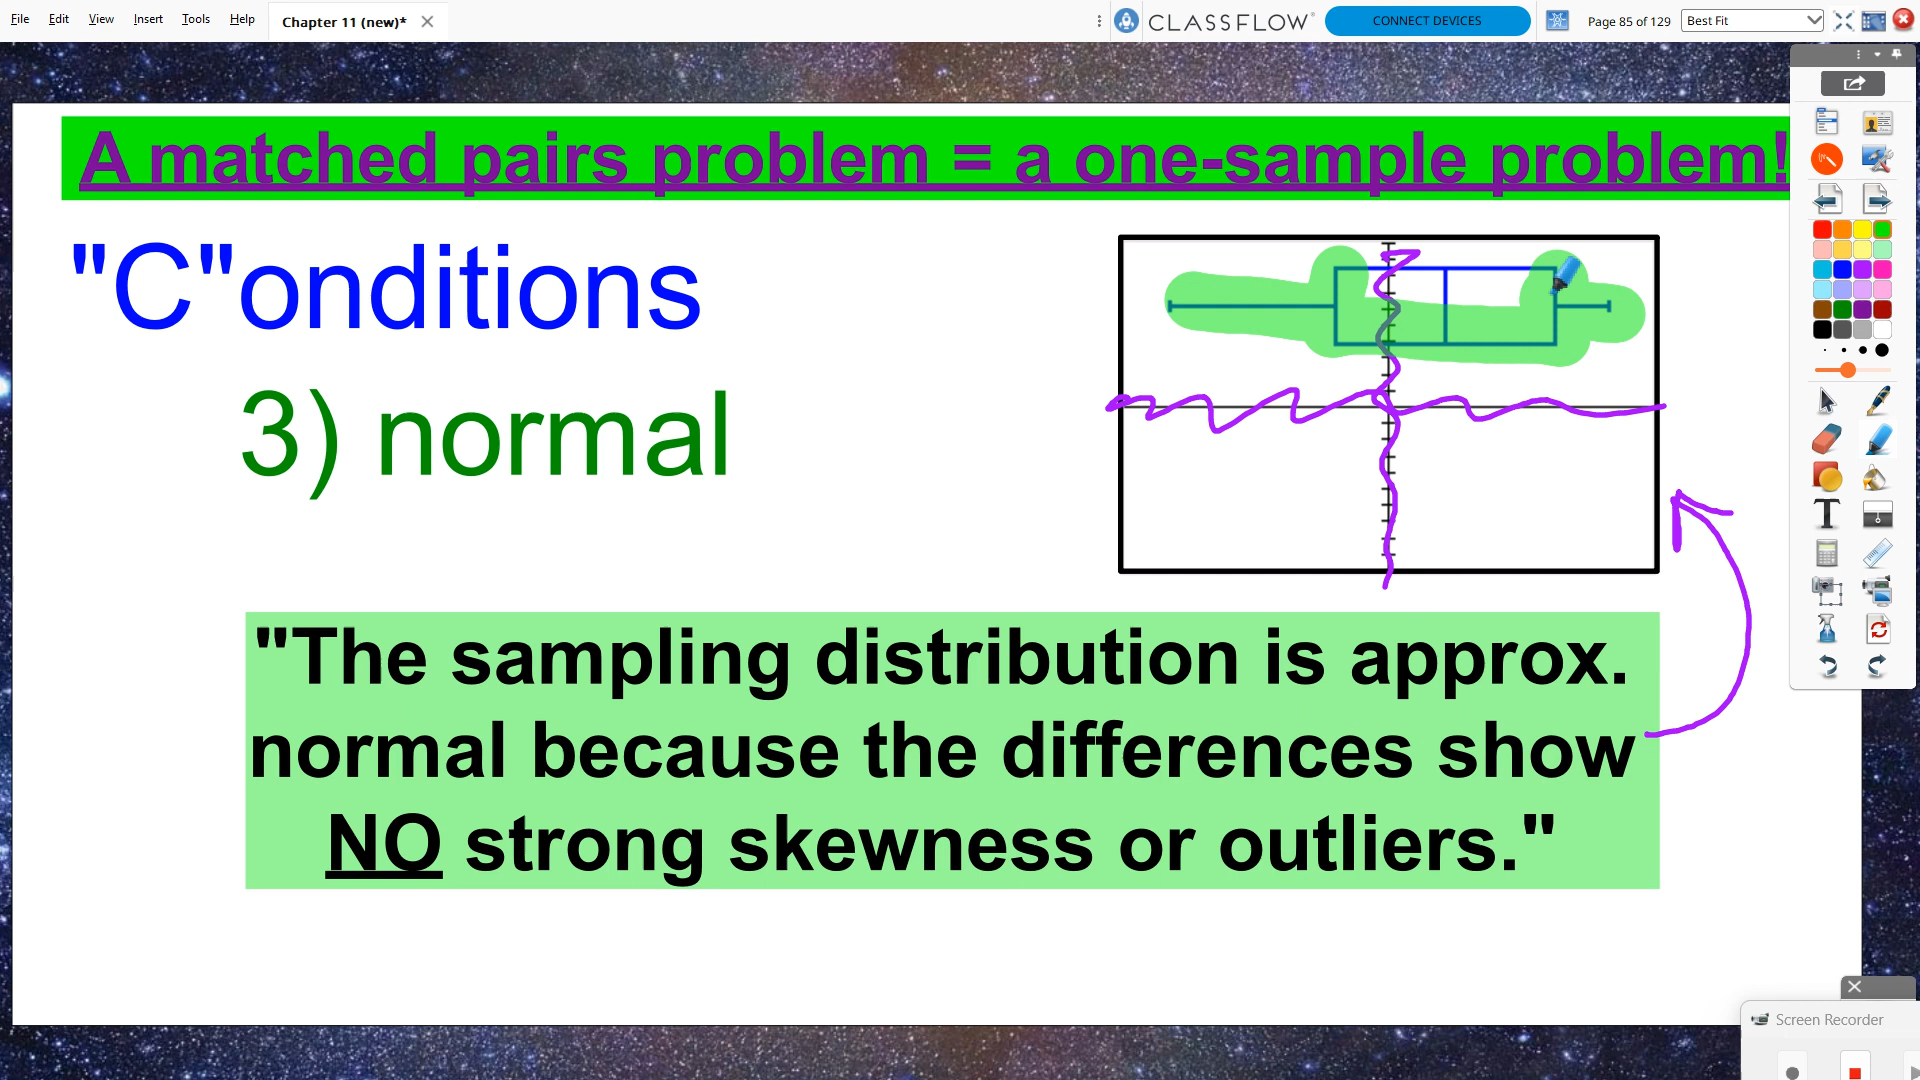 File Edit View Insert Tools Help Chapter 11 (new)* CLASSFLOW CONNECT DEVICES Page 85 of 129 Best Fit
A matched pairs problem = a one-sample problem!
"C"onditions
3) normal
"The sampling distribution is approx.
normal because the differences show
NO strong skewness or outliers."
Screen Recorder